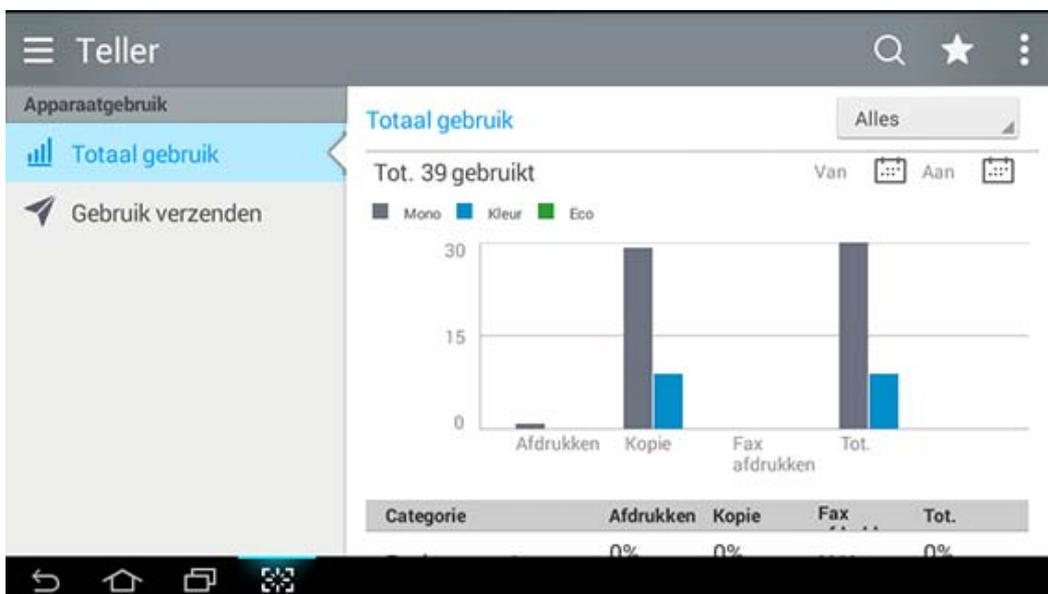 Teller
Apparaatgebruik
Totaal gebruik
Gebruik verzenden
Totaal gebruik
Alles
Tot. 39 gebruikt
Van
Aan
Mono Kleur Eco
30
15
0
Afdrukken Kopie Fax afdrukken Tot.
Categorie Afdrukken Kopie Fax Tot.
0% 0% 0%